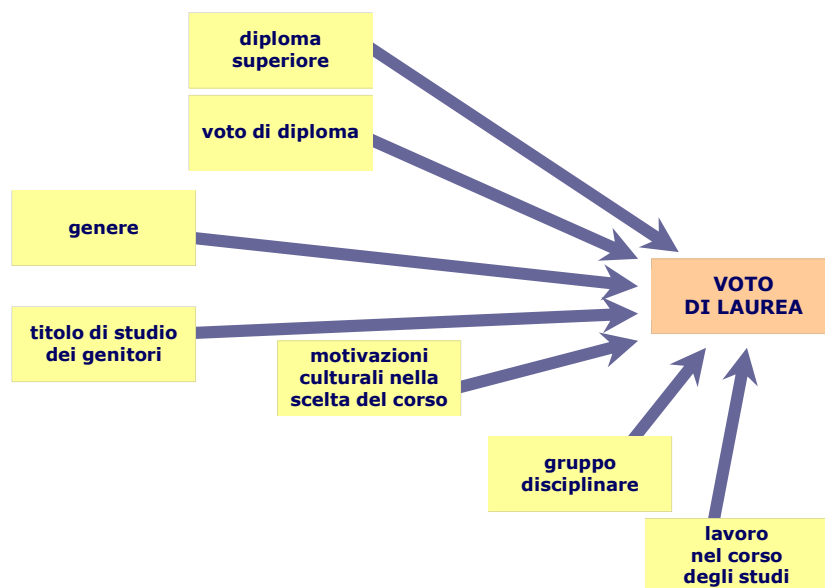 diploma
superiore
voto di diploma
genere
VOTO
DI LAUREA
titolo di studio
dei genitori
motivazioni
culturali nella
scelta del corso
gruppo
disciplinare
lavoro
nel corso
degli studi